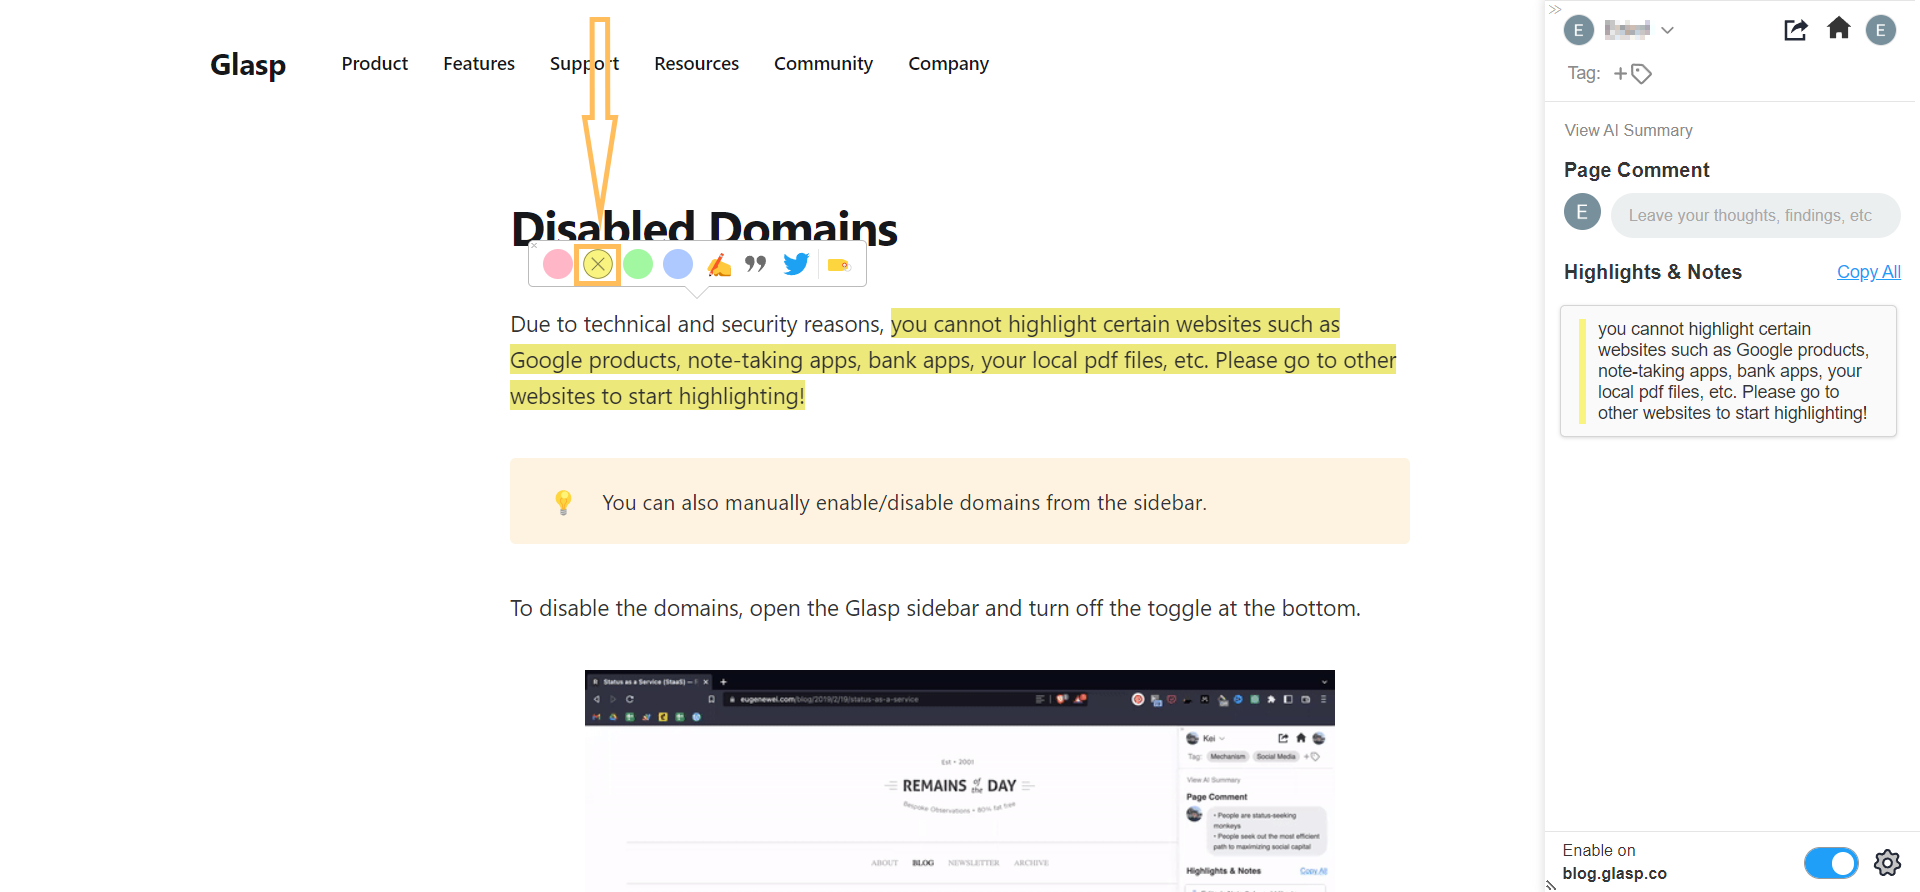 Glasp
Product Features Support Resources Community Company
Disabled Domains
Due to technical and security reasons, you cannot highlight certain websites such as
Google products, note-taking apps, bank apps, your local pdf files, etc. Please go to other
websites to start highlighting!
You can also manually enable/disable domains from the sidebar.
To disable the domains, open the Glasp sidebar and turn off the toggle at the bottom.
Status as a Service (StaaS) —
eugenewei.com/blog/2019/2/19/status-as-a-service
Est • 2001
REMAINS of the DAY
Bespoke Observations • 80% fat free
ABOUT BLOG NEWSLETTER ARCHIVE
Kei
Tag: Mechanism Social Media +
View AI Summary
Page Comment
• People are status-seeking
monkeys
• People seek out the most efficient
path to maximizing social capital
Highlights & Notes Copy All
E
E
Tag: +
View AI Summary
Page Comment
E
Leave your thoughts, findings, etc
Highlights & Notes Copy All
you cannot highlight certain
websites such as Google products,
note-taking apps, bank apps, your
local pdf files, etc. Please go to
other websites to start highlighting!
Enable on
blog.glasp.co